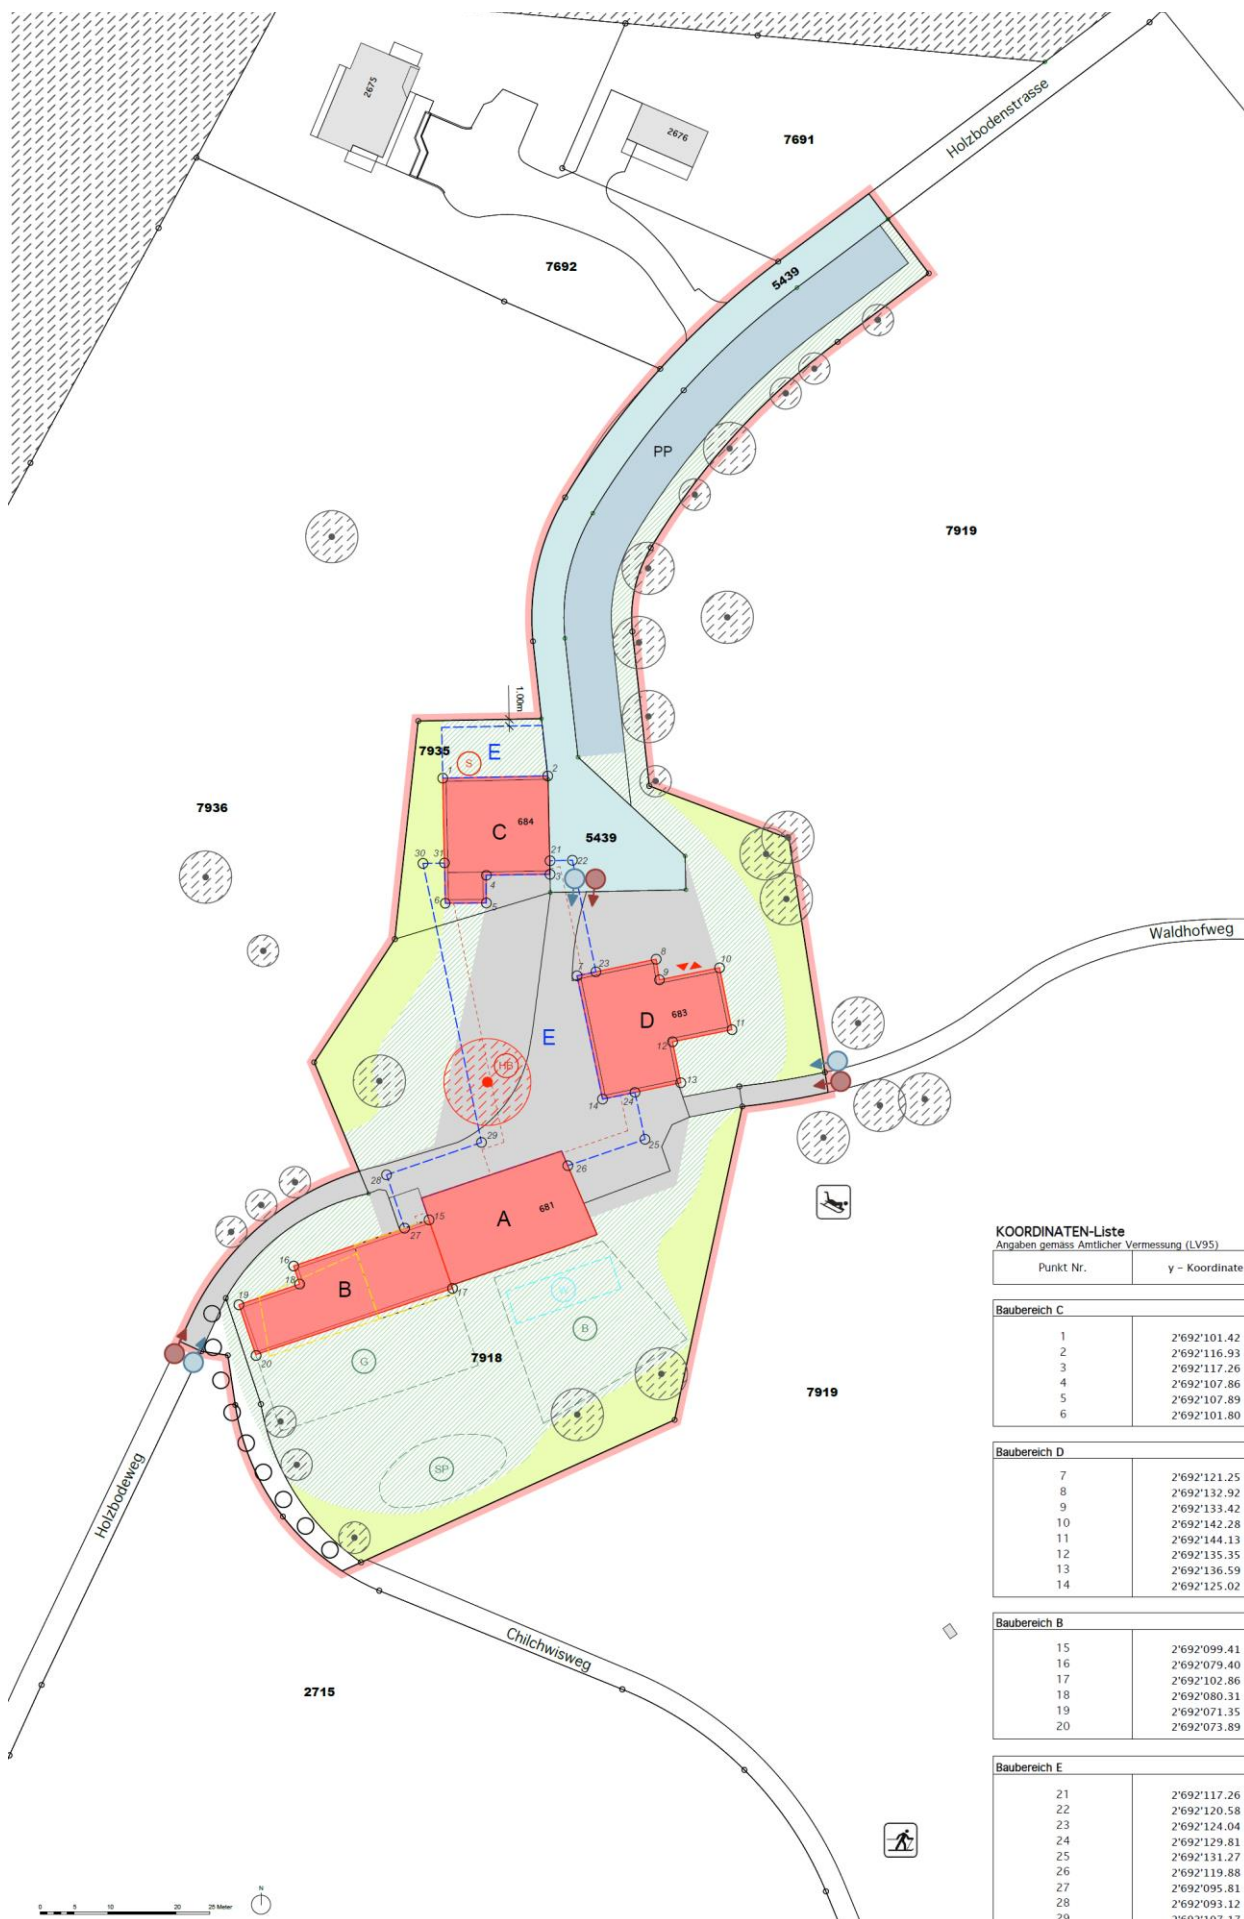 2675
2676
7691
Holzbodenstrasse
7692
5439
PP
7919
1.00m
7935
E
S
1
2
7936
C
684
5439
30
31
21
22
3
4
6
5
Waldhofweg
8
7
23
9
10
D
683
11
E
12
HB
13
14
24
29
25
26
28
A
681
15
27
16
18
19
B
17
B
20
G
7918
7919
SP
Holzbodeweg
Chilchwisweg
2715
KOORDINATEN-Liste
Angaben gemäss Amtlicher Vermessung (LV95)
Punkt Nr. y - Koordinate
Baubereich C
1 2'692'101.42
2 2'692'116.93
3 2'692'117.26
4 2'692'107.86
5 2'692'107.89
6 2'692'101.80
Baubereich D
7 2'692'121.25
8 2'692'132.92
9 2'692'133.42
10 2'692'142.28
11 2'692'144.13
12 2'692'135.35
13 2'692'136.59
14 2'692'125.02
Baubereich B
15 2'692'099.41
16 2'692'079.40
17 2'692'102.86
18 2'692'080.31
19 2'692'071.35
20 2'692'073.89
Baubereich E
21 2'692'117.26
22 2'692'120.58
23 2'692'124.04
24 2'692'129.81
25 2'692'131.27
26 2'692'119.88
27 2'692'095.81
28 2'692'093.12
29 2'692'107.17
N
0 5 10 20 25 Meter